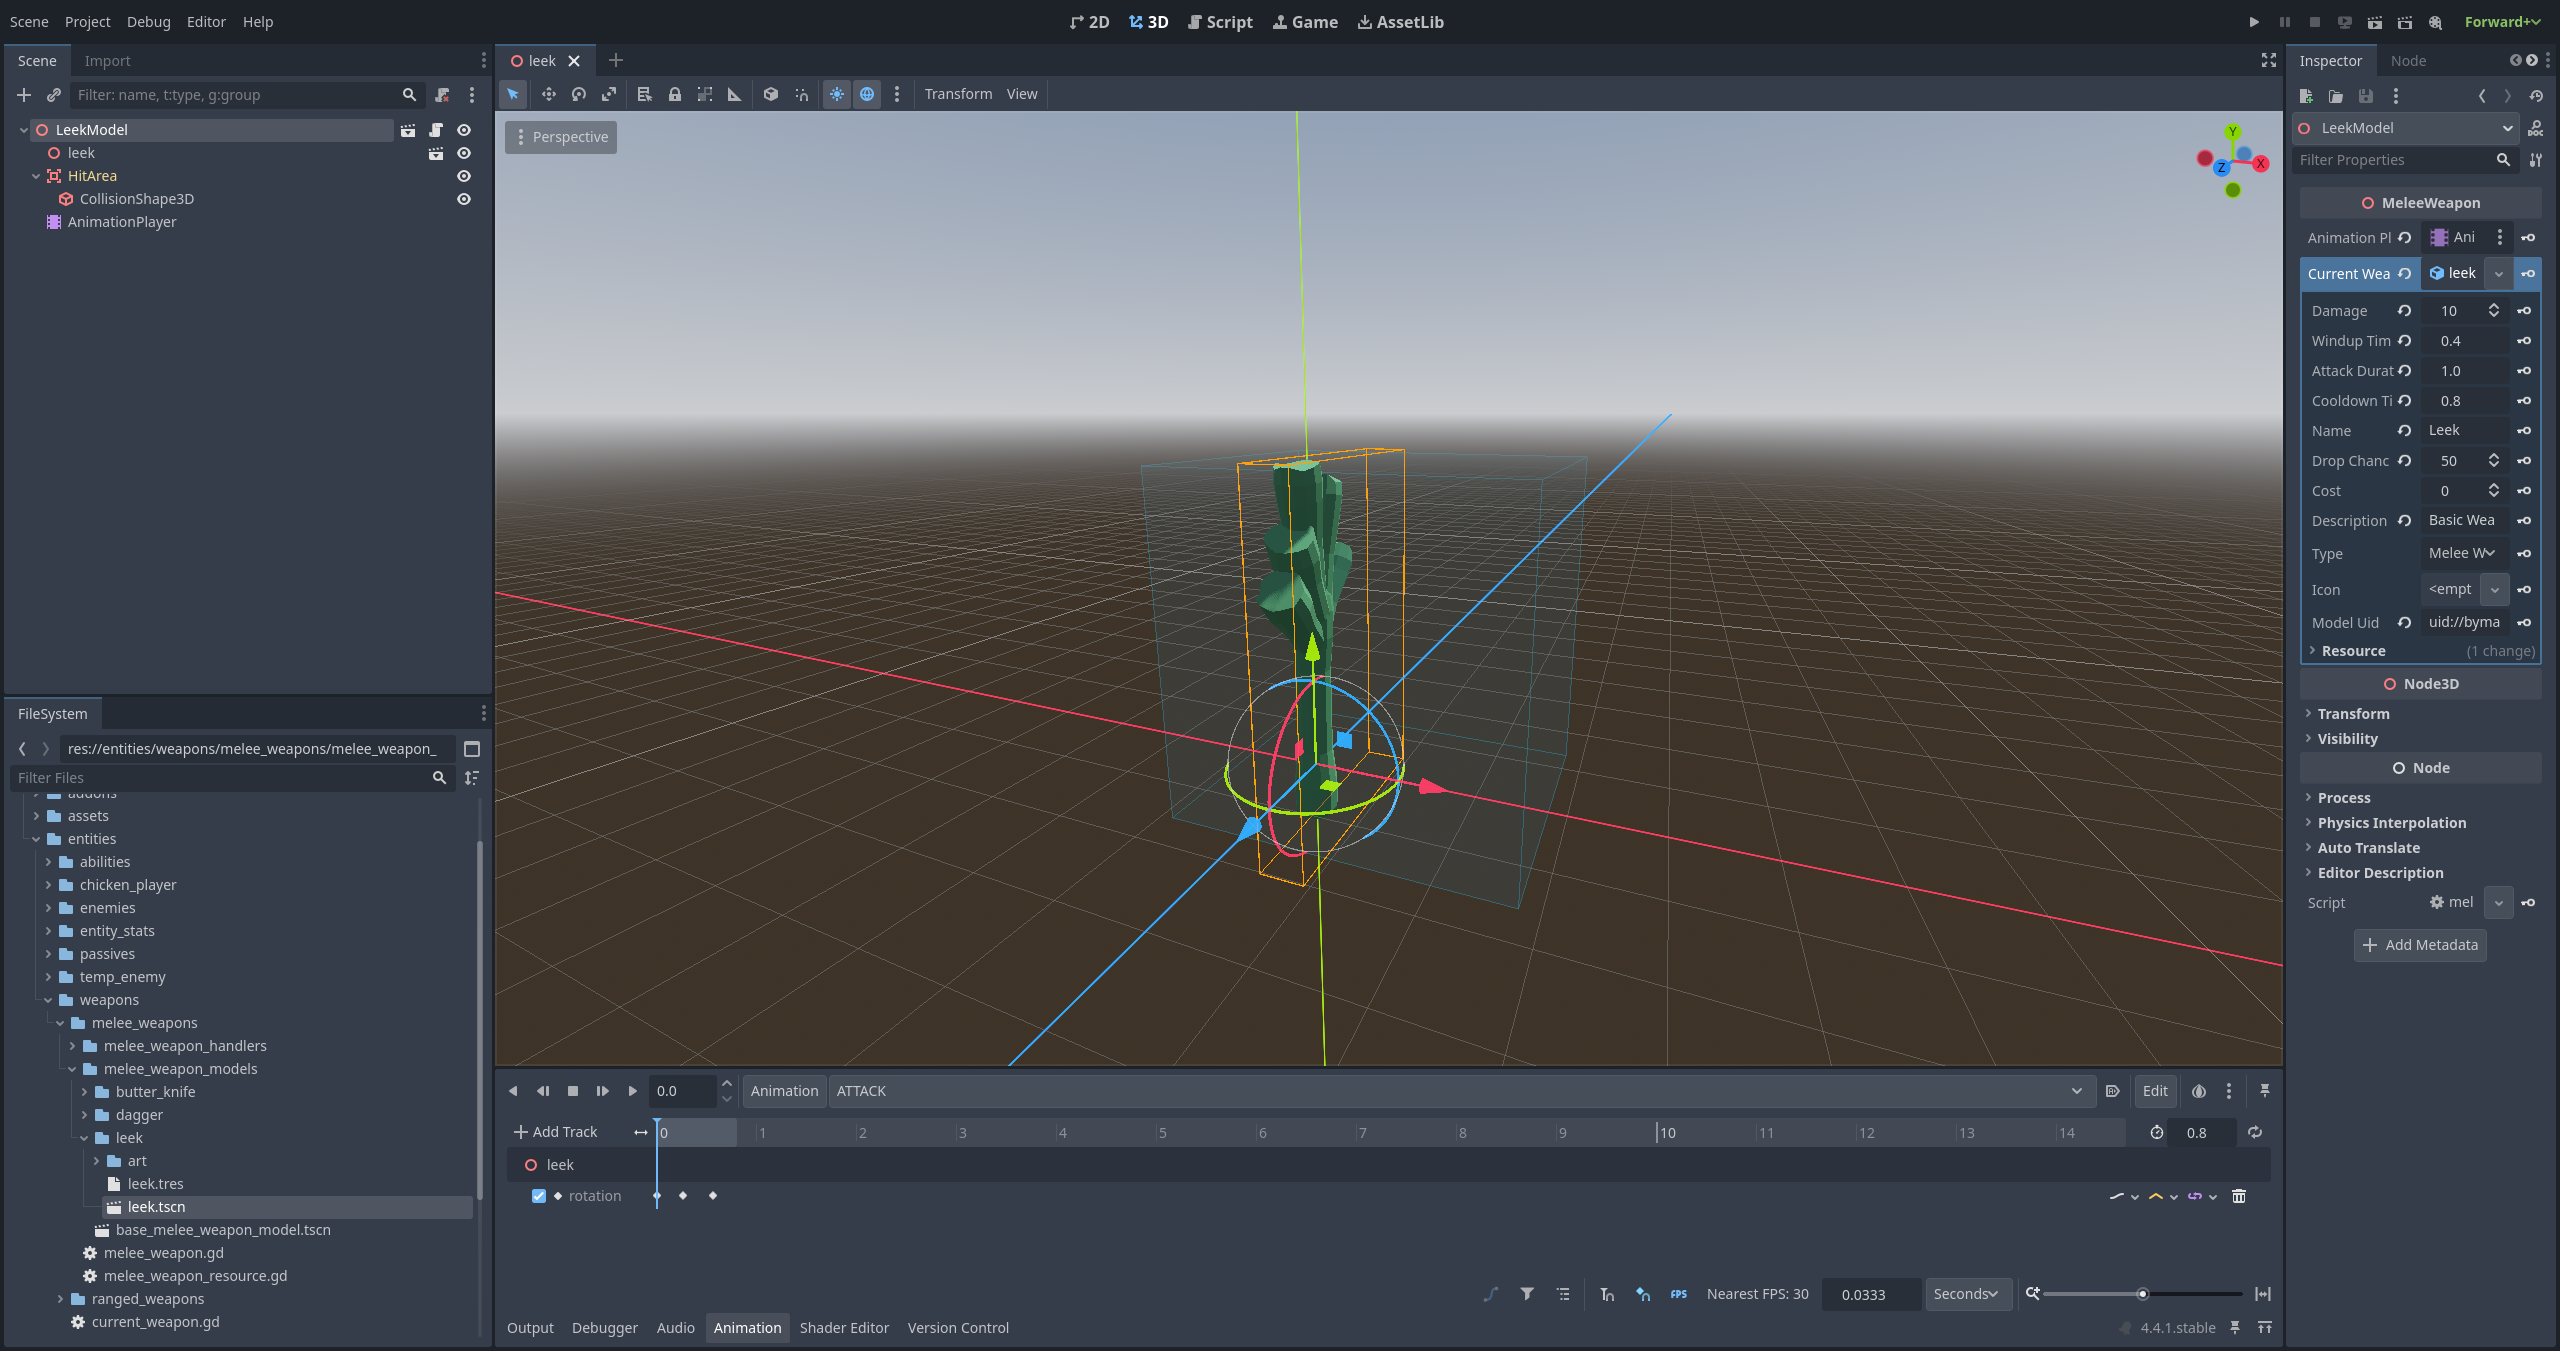 Scene Project Debug Editor Help
2D 3D Script Game AssetLib
Forward+
Scene Import
Filter: name, t:type, g:group
LeekModel
leek
HitArea
CollisionShape3D
AnimationPlayer
FileSystem
res://entities/weapons/melee_weapons/melee_weapon_
Filter Files
addons
assets
entities
abilities
chicken_player
enemies
entity_stats
passives
temp_enemy
weapons
melee_weapons
melee_weapon_handlers
melee_weapon_models
butter_knife
dagger
leek
art
leek.tres
leek.tscn
base_melee_weapon_model.tscn
melee_weapon.gd
melee_weapon_resource.gd
ranged_weapons
current_weapon.gd
leek
Transform View
Perspective
Y
X
Z
0.0 Animation ATTACK Edit
Add Track 0 1 2 3 4 5 6 7 8 9 10 11 12 13 14 0.8
leek
rotation
FPS Nearest FPS: 30 0.0333 Seconds
Output Debugger Audio Animation Shader Editor Version Control 4.4.1.stable
Inspector Node
LeekModel
Filter Properties
MeleeWeapon
Animation Pl Ani
Current Wea leek
Damage 10
Windup Tim 0.4
Attack Durat 1.0
Cooldown Ti 0.8
Name Leek
Drop Chanc 50
Cost 0
Description Basic Wea
Type Melee W
Icon <empt
Model Uid uid://byma
Resource (1 change)
Node3D
Transform
Visibility
Node
Process
Physics Interpolation
Auto Translate
Editor Description
Script mel
Add Metadata